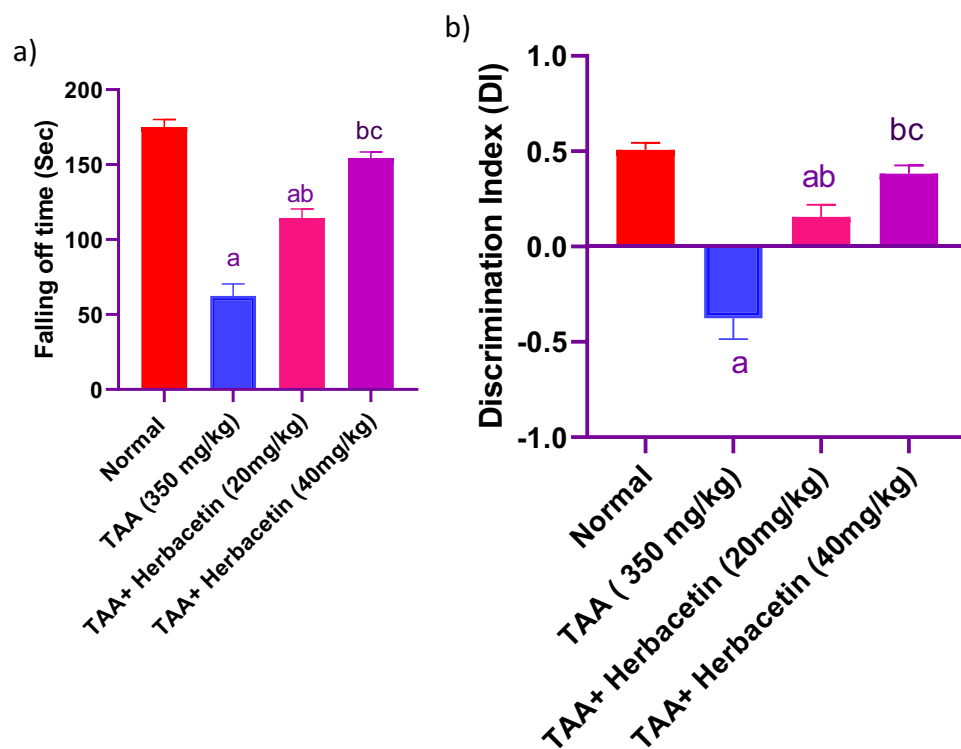 a)
Falling off time (Sec)
200
150
100
50
0
a
ab
bc
Normal
TAA (350 mg/kg)
TAA+ Herbacetin (20mg/kg)
TAA+ Herbacetin (40mg/kg)
b)
Discrimination Index (DI)
1.0
0.5
0.0
-0.5
-1.0
a
ab
bc
Normal
TAA ( 350 mg/kg)
TAA+ Herbacetin (20mg/kg)
TAA+ Herbacetin (40mg/kg)